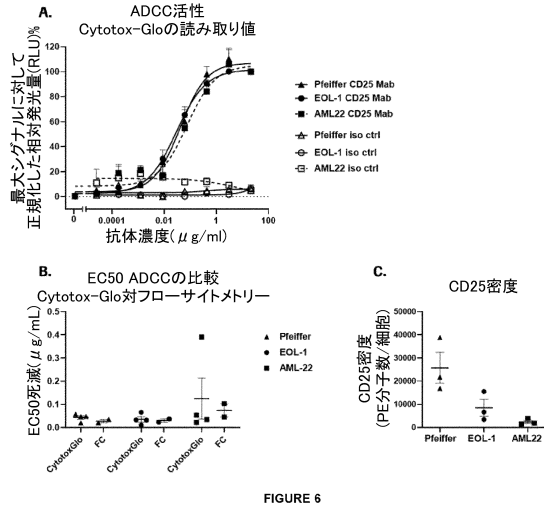 A.
ADCC活性
Cytotox-Gloの読み取り値
最大シグナルに対して
正規化した相対発光量(RLU)%
120
100
80
60
40
20
0
0
0.0001
0.01
1
100
抗体濃度(μg/ml)
Pfeiffer CD25 Mab
EOL-1 CD25 Mab
AML22 CD25 Mab
Pfeiffer iso ctrl
EOL-1 iso ctrl
AML22 iso ctrl
B.
EC50 ADCCの比較
Cytotox-Glo対フローサイトメトリー
EC50死滅(μg/mL)
0.5
0.4
0.3
0.2
0.1
0.0
CytotoxGlo
FC
CytotoxGlo
FC
CytotoxGlo
FC
Pfeiffer
EOL-1
AML-22
C.
CD25密度
CD25密度
(PE分子数/細胞)
50000
40000
30000
20000
10000
0
Pfeiffer
EOL-1
AML22
FIGURE 6